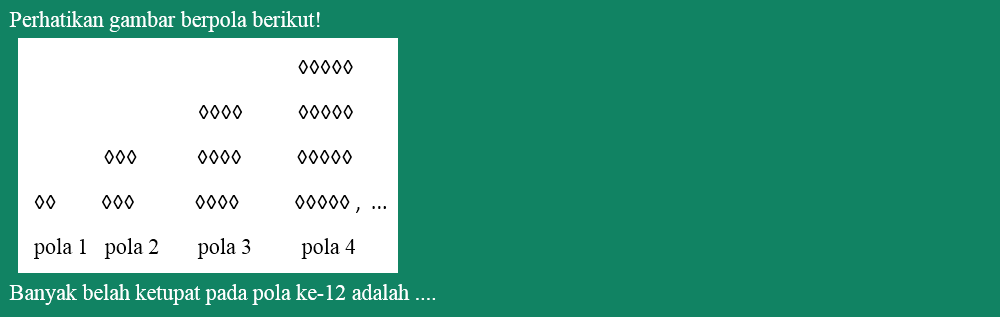 Perhatikan gambar berpola berikut!
◊◊◊◊◊
◊◊◊◊ ◊◊◊◊◊
◊◊◊ ◊◊◊◊ ◊◊◊◊◊
◊◊ ◊◊◊ ◊◊◊◊ ◊◊◊◊◊ , ...
pola 1 pola 2 pola 3 pola 4
Banyak belah ketupat pada pola ke-12 adalah ....